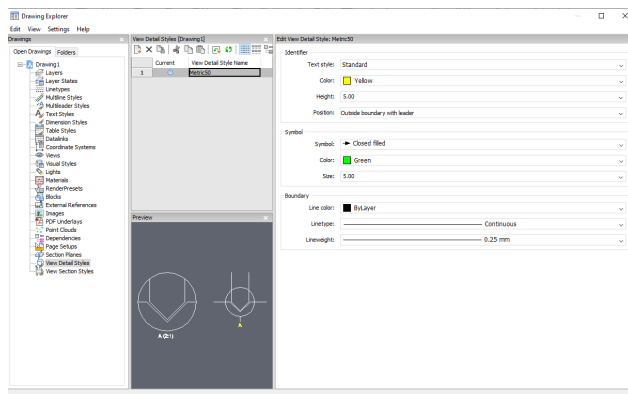 Drawing Explorer
Edit View Settings Help
Drawings
Open Drawings Folders
Drawing1
Layers
Layer States
Linetypes
Multline Styles
Multileader Styles
Text Styles
Dimension Styles
Table Styles
Datalinks
Coordinate Systems
Views
Visual Styles
Lights
Materials
RenderPresets
Blocks
External References
Images
PDF Underlays
Point Clouds
Dependencies
Page Setups
Section Planes
View Detail Styles
View Section Styles
View Detail Styles [Drawing1]
Current View Detail Style Name
1 Metric50
Preview
A (2:1)
A
Edit View Detail Style: Metric50
Identifier
Text style: Standard
Color: Yellow
Height: 5.00
Position: Outside boundary with leader
Symbol
Symbol: Closed filled
Color: Green
Size: 5.00
Boundary
Line color: ByLayer
Linetype: Continuous
Lineweight: 0.25 mm